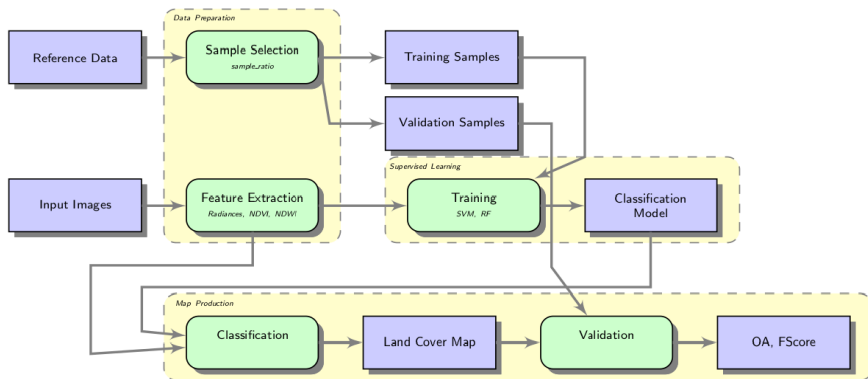 Data Preparation
Reference Data
Sample Selection
sample_ratio
Training Samples
Validation Samples
Supervised Learning
Input Images
Feature Extraction
Radiances, NDVI, NDWI
Training
SVM, RF
Classification
Model
Map Production
Classification
Land Cover Map
Validation
OA, FScore